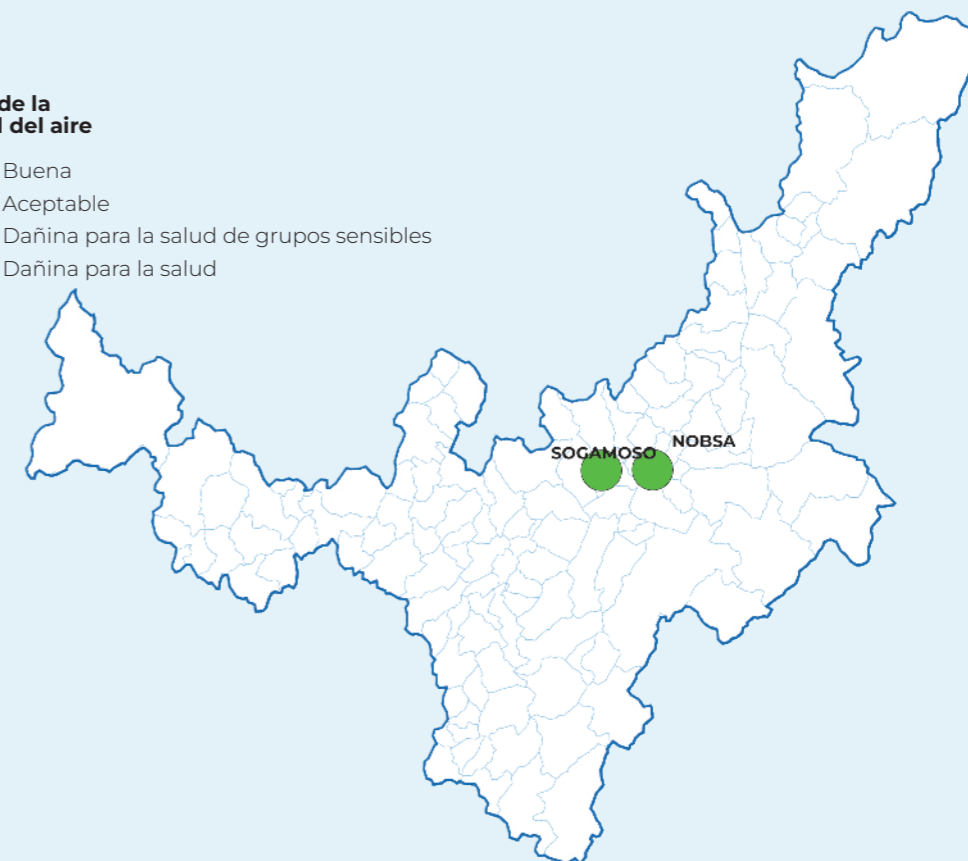 de la
l del aire
Buena
Aceptable
Dañina para la salud de grupos sensibles
Dañina para la salud
NOBSA
SOGAMOSO